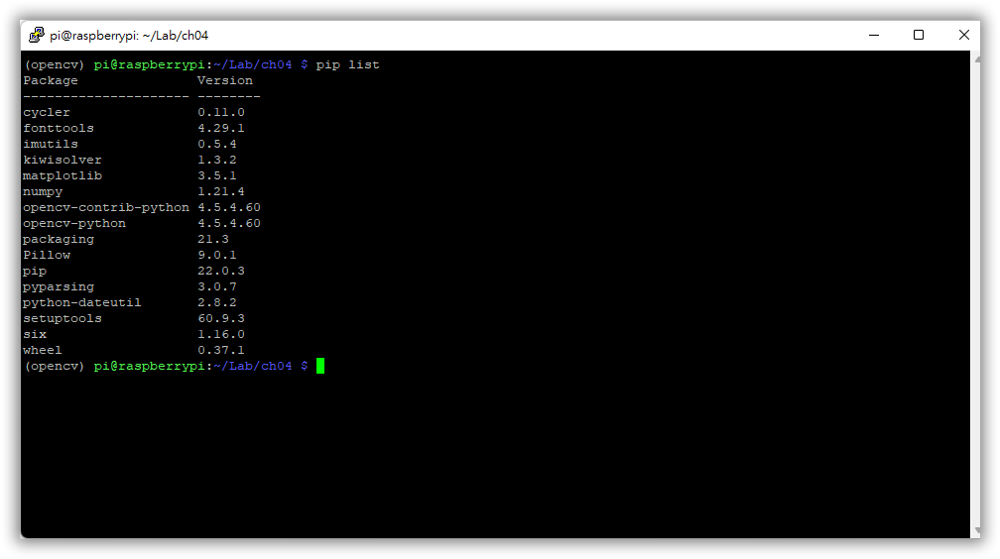 pi@raspberrypi: ~/Lab/ch04
(opencv) pi@raspberrypi:~/Lab/ch04 $ pip list
Package               Version
--------------------- --------
cycler                0.11.0
fonttools             4.29.1
imutils               0.5.4
kiwisolver            1.3.2
matplotlib            3.5.1
numpy                 1.21.4
opencv-contrib-python 4.5.4.60
opencv-python         4.5.4.60
packaging             21.3
Pillow                9.0.1
pip                   22.0.3
pyparsing             3.0.7
python-dateutil       2.8.2
setuptools            60.9.3
six                   1.16.0
wheel                 0.37.1
(opencv) pi@raspberrypi:~/Lab/ch04 $